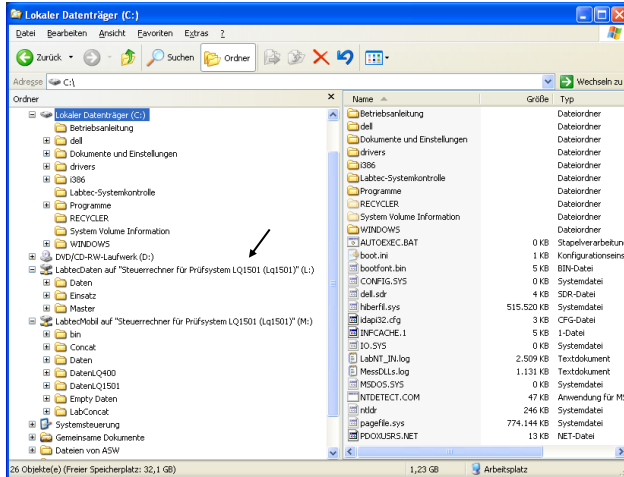 Lokaler Datenträger (C:)
Datei Bearbeiten Ansicht Favoriten Extras ?
Zurück Suchen Ordner
Adresse C:\ Wechseln zu
Ordner
Lokaler Datenträger (C:)
Betriebsanleitung
dell
Dokumente und Einstellungen
drivers
i386
Labtec-Systemkontrolle
Programme
RECYCLER
System Volume Information
WINDOWS
DVD/CD-RW-Laufwerk (D:)
LabtecDaten auf "Steuerrechner für Prüfsystem LQ1501 (Lq1501)" (L:)
Daten
Einsatz
Master
LabtecMobil auf "Steuerrechner für Prüfsystem LQ1501 (Lq1501)" (M:)
bin
Concat
Daten
DatenLQ400
DatenLQ1501
Empty Daten
LabConcat
Systemsteuerung
Gemeinsame Dokumente
Dateien von ASW
Name Größe Typ
Betriebsanleitung Dateiordner
dell Dateiordner
Dokumente und Einstellungen Dateiordner
drivers Dateiordner
i386 Dateiordner
Labtec-Systemkontrolle Dateiordner
Programme Dateiordner
RECYCLER Dateiordner
System Volume Information Dateiordner
WINDOWS Dateiordner
AUTOEXEC.BAT 0 KB Stapelverarbeitun
boot.ini 1 KB Konfigurationseins
bootfont.bin 5 KB BIN-Datei
CONFIG.SYS 0 KB Systemdatei
dell.sdr 4 KB SDR-Datei
hiberfil.sys 515.520 KB Systemdatei
idapi32.cfg 3 KB CFG-Datei
INFCACHE.1 5 KB 1-Datei
IO.SYS 0 KB Systemdatei
LabNT_IN.log 2.509 KB Textdokument
MessDLLs.log 1.131 KB Textdokument
MSDOS.SYS 0 KB Systemdatei
NTDETECT.COM 47 KB Anwendung für MS
ntldr 246 KB Systemdatei
pagefile.sys 774.144 KB Systemdatei
PDOXUSRS.NET 13 KB NET-Datei
26 Objekte(e) (Freier Speicherplatz: 32,1 GB) 1,23 GB Arbeitsplatz